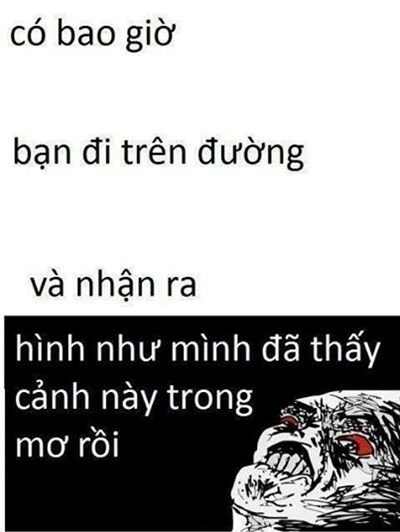 có bao giờ
bạn đi trên đường
và nhận ra
hình như mình đã thấy
cảnh này trong
mơ rồi